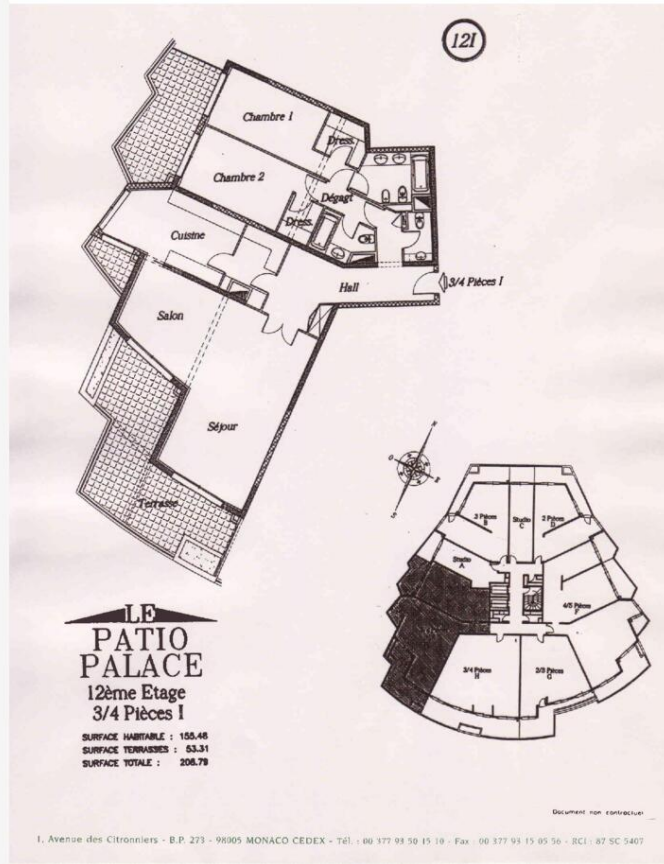 12I
Chambre 1
Dress.
Chambre 2
Dégagt
Dress.
Cuisine
Hall
3/4 Pièces I
Salon
Séjour
Terrasse
Pièces
B
Studio
C
2 Pièces
D
Studio
A
4/5 Pièces
F
3/4 Pièces
H
2/3 Pièces
G
LE
PATIO
PALACE
12ème Etage
3/4 Pièces I
SURFACE HABITABLE : 155.48
SURFACE TERRASSES : 53.31
SURFACE TOTALE : 208.79
Document non contractuel
1, Avenue des Citronniers - B.P. 273 - 98005 MONACO CEDEX - Tél. : 00 377 93 50 15 10 - Fax : 00 377 93 15 05 56 - RCI : 87 SC 5407